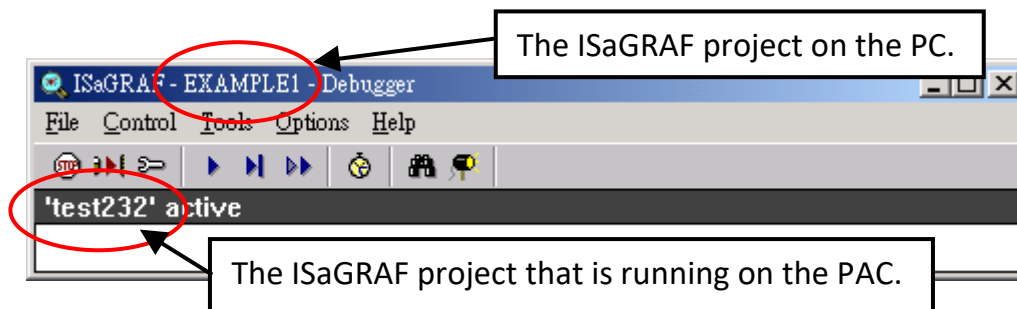 The ISaGRAF project on the PC.
ISaGRAF - EXAMPLE1 - Debugger
File Control Tools Options Help
STOP
'test232' active
The ISaGRAF project that is running on the PAC.